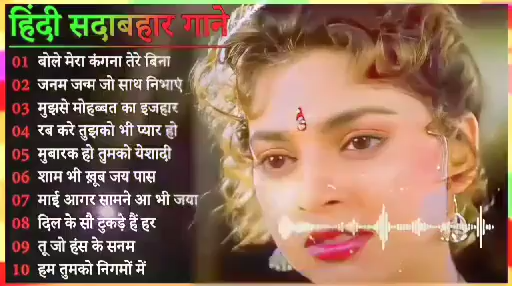 हिंदी सदाबहार गाने
01 बोले मेरा कंगना तेरे बिना
02 जनम जन्म जो साथ निभाएं
03 मुझसे मोहब्बत का इजहार
04 रब करे तुझको भी प्यार हो
05 मुबारक हो तुमको येशादी
06 शाम भी ख़ूब जय पास
07 माई आगर सामने आ भी जया
08 दिल के सौ टुकड़े हैं हर
09 तू जो हंस के सनम
10 हम तुमको निगमों में